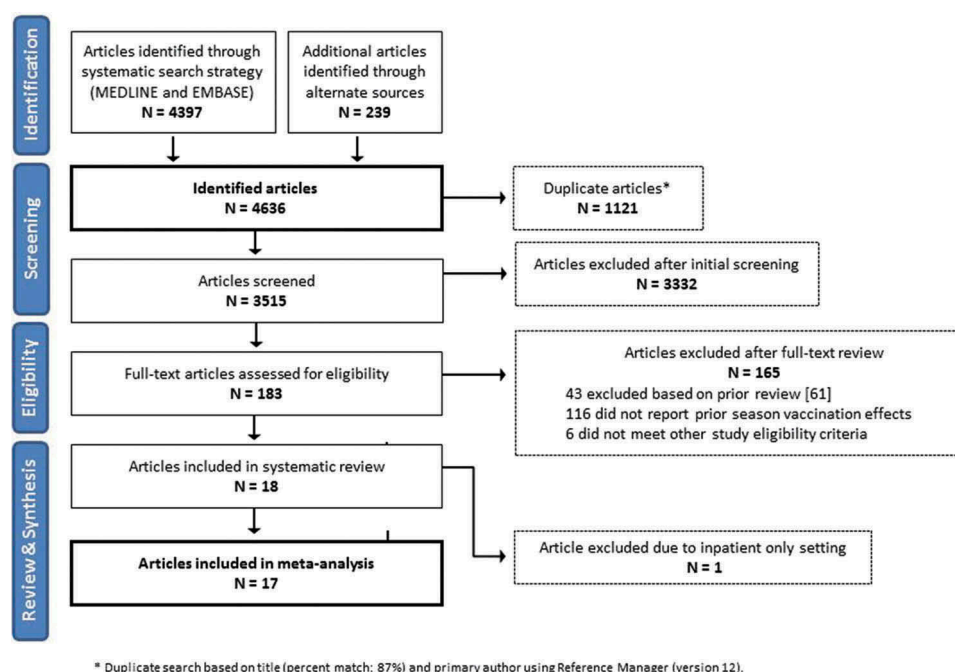 Identification
Articles identified through
systematic search strategy
(MEDLINE and EMBASE)
N = 4397
Additional articles
identified through
alternate sources
N = 239
Screening
Identified articles
N = 4636
Duplicate articles*
N = 1121
Articles screened
N = 3515
Articles excluded after initial screening
N = 3332
Eligibility
Full-text articles assessed for eligibility
N = 183
Articles excluded after full-text review
N = 165
43 excluded based on prior review [61]
116 did not report prior season vaccination effects
6 did not meet other study eligibility criteria
Review & Synthesis
Articles included in systematic review
N = 18
Articles included in meta-analysis
N = 17
Article excluded due to inpatient only setting
N = 1
* Duplicate search based on title (percent match: 87%) and primary author using Reference Manager (version 12).